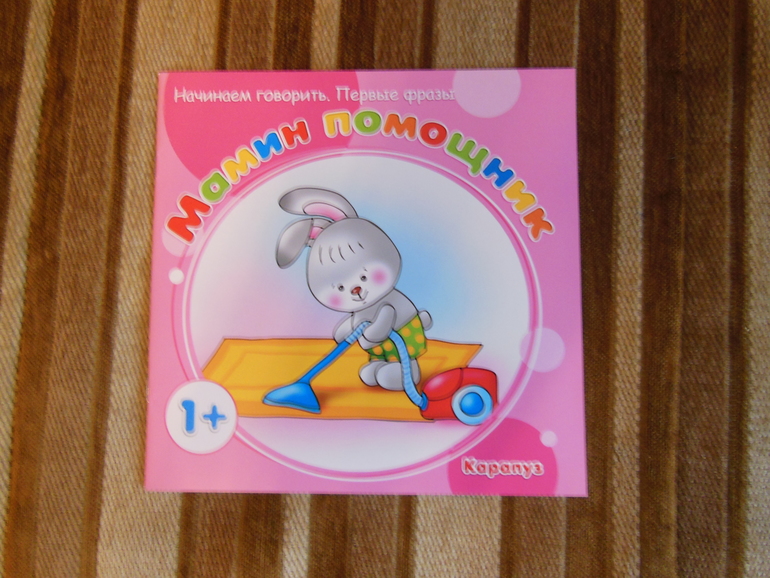 Начинаем говорить. Первые фразы
Мамин помощник
1+
Карапуз